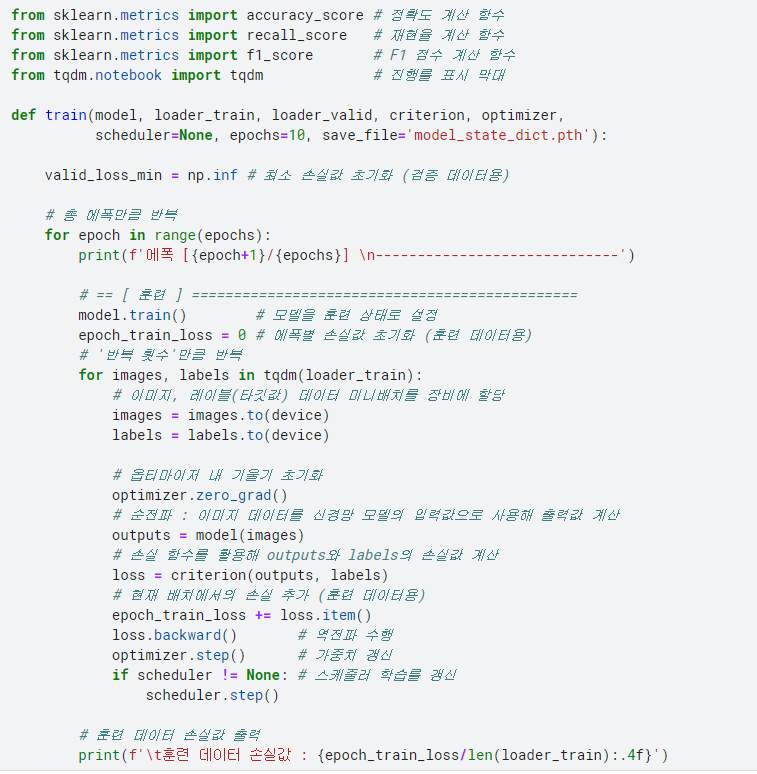 from sklearn.metrics import accuracy_score # 정확도 계산 함수
from sklearn.metrics import recall_score   # 재현율 계산 함수
from sklearn.metrics import f1_score       # F1 점수 계산 함수
from tqdm.notebook import tqdm             # 진행률 표시 막대

def train(model, loader_train, loader_valid, criterion, optimizer,
          scheduler=None, epochs=10, save_file='model_state_dict.pth'):

    valid_loss_min = np.inf # 최소 손실값 초기화 (검증 데이터용)

    # 총 에폭만큼 반복
    for epoch in range(epochs):
        print(f'에폭 [{epoch+1}/{epochs}] \n-----------------------------')

        # == [ 훈련 ] ==============================================
        model.train()        # 모델을 훈련 상태로 설정
        epoch_train_loss = 0 # 에폭별 손실값 초기화 (훈련 데이터용)
        # '반복 횟수'만큼 반복
        for images, labels in tqdm(loader_train):
            # 이미지, 레이블(타깃값) 데이터 미니배치를 장비에 할당
            images = images.to(device)
            labels = labels.to(device)

            # 옵티마이저 내 기울기 초기화
            optimizer.zero_grad()
            # 순전파 : 이미지 데이터를 신경망 모델의 입력값으로 사용해 출력값 계산
            outputs = model(images)
            # 손실 함수를 활용해 outputs와 labels의 손실값 계산
            loss = criterion(outputs, labels)
            # 현재 배치에서의 손실 추가 (훈련 데이터용)
            epoch_train_loss += loss.item()
            loss.backward()       # 역전파 수행
            optimizer.step()      # 가중치 갱신
            if scheduler != None: # 스케줄러 학습률 갱신
                scheduler.step()

        # 훈련 데이터 손실값 출력
        print(f'\t훈련 데이터 손실값 : {epoch_train_loss/len(loader_train):.4f}')